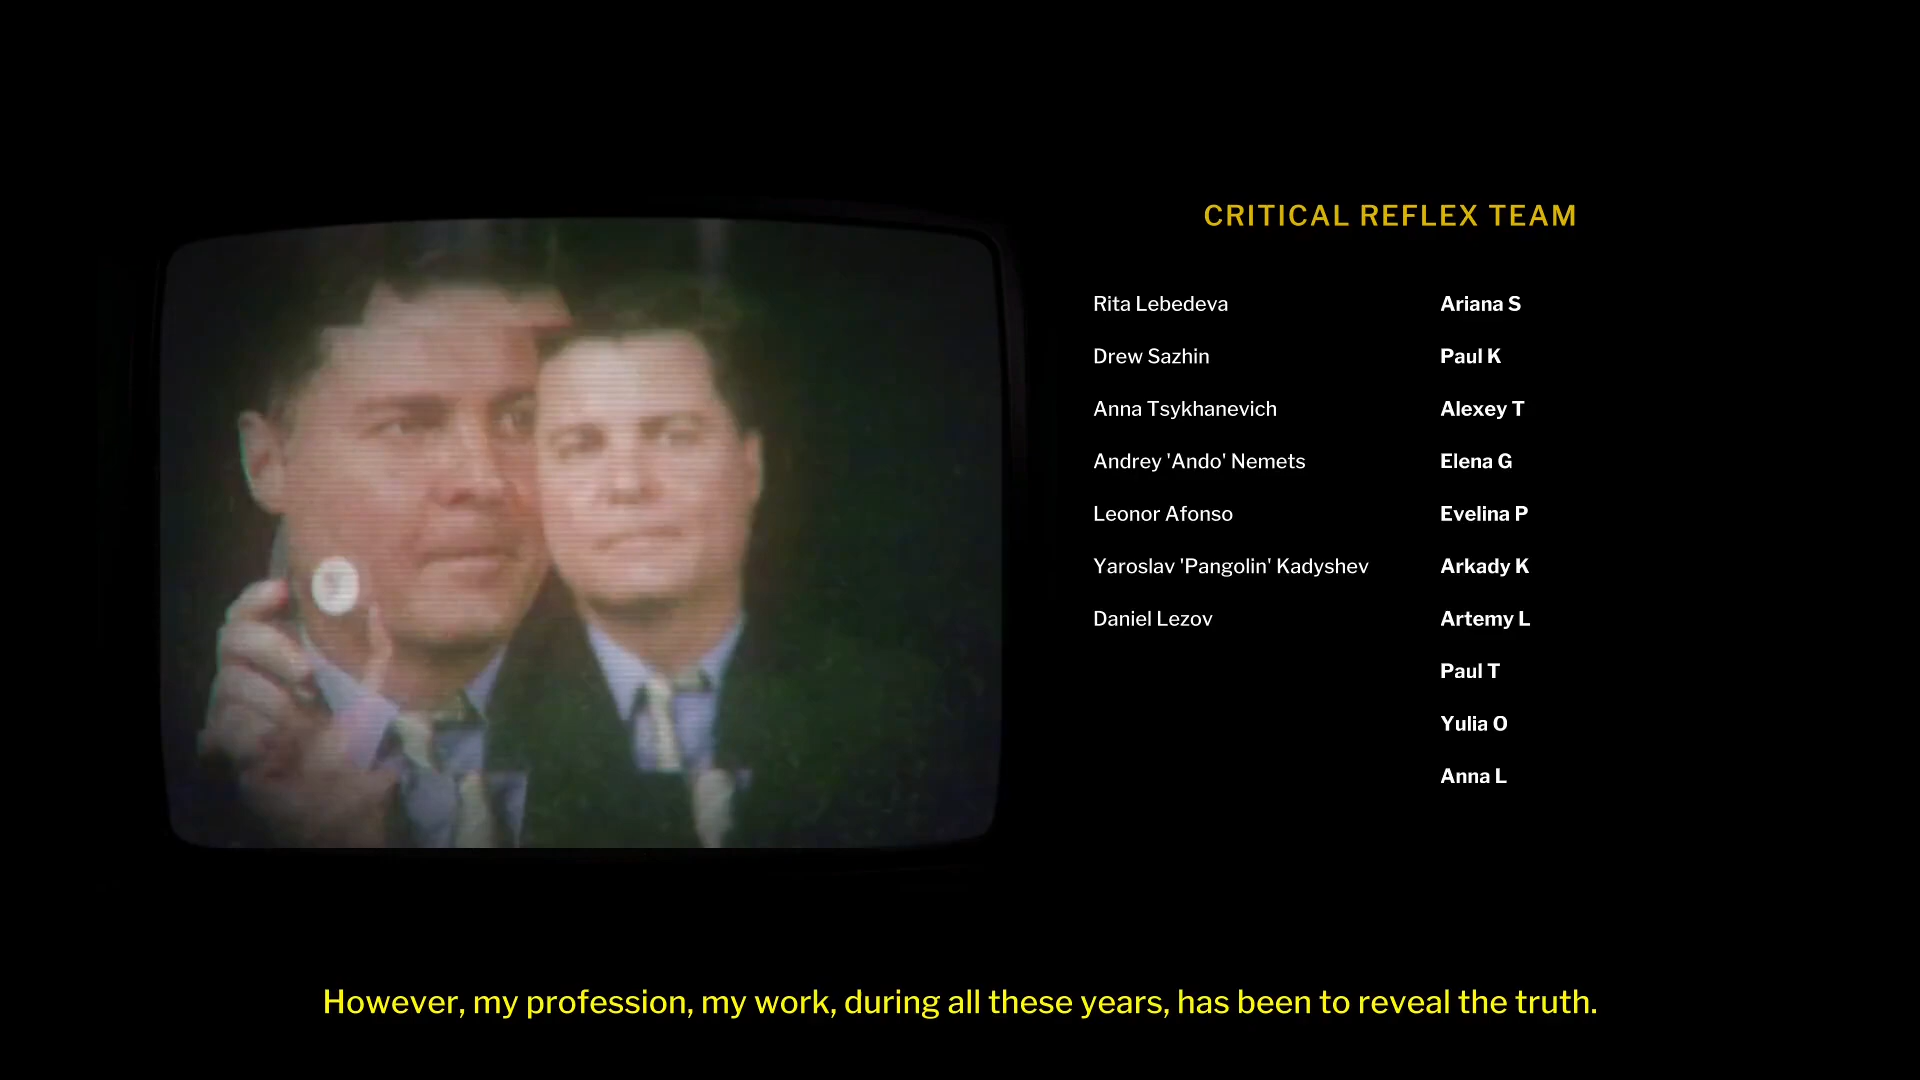 CRITICAL REFLEX TEAM
Rita Lebedeva
Drew Sazhin
Anna Tsykhanevich
Andrey 'Ando' Nemets
Leonor Afonso
Yaroslav 'Pangolin' Kadyshev
Daniel Lezov
Ariana S
Paul K
Alexey T
Elena G
Evelina P
Arkady K
Artemy L
Paul T
Yulia O
Anna L
However, my profession, my work, during all these years, has been to reveal the truth.